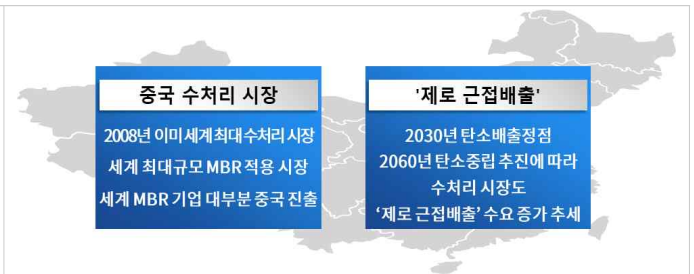 중국 수처리 시장
2008년 이미 세계 최대 수처리 시장
세계 최대규모 MBR 적용 시장
세계 MBR 기업 대부분 중국 진출
'제로 근접배출'
2030년 탄소배출정점
2060년 탄소중립 추진에 따라
수처리 시장도
‘제로 근접배출’ 수요 증가 추세